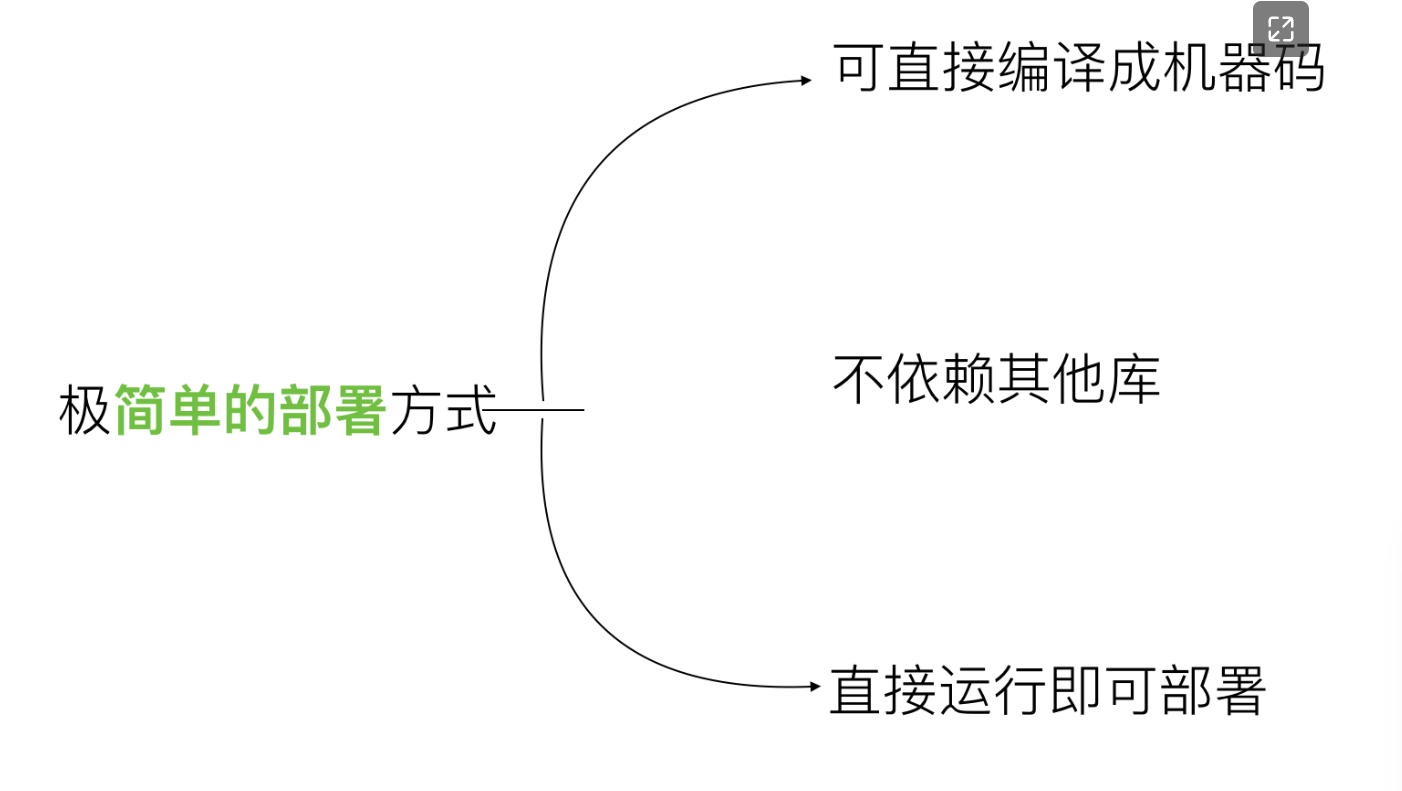 可直接编译成机器码
不依赖其他库
极简单的部署方式
直接运行即可部署